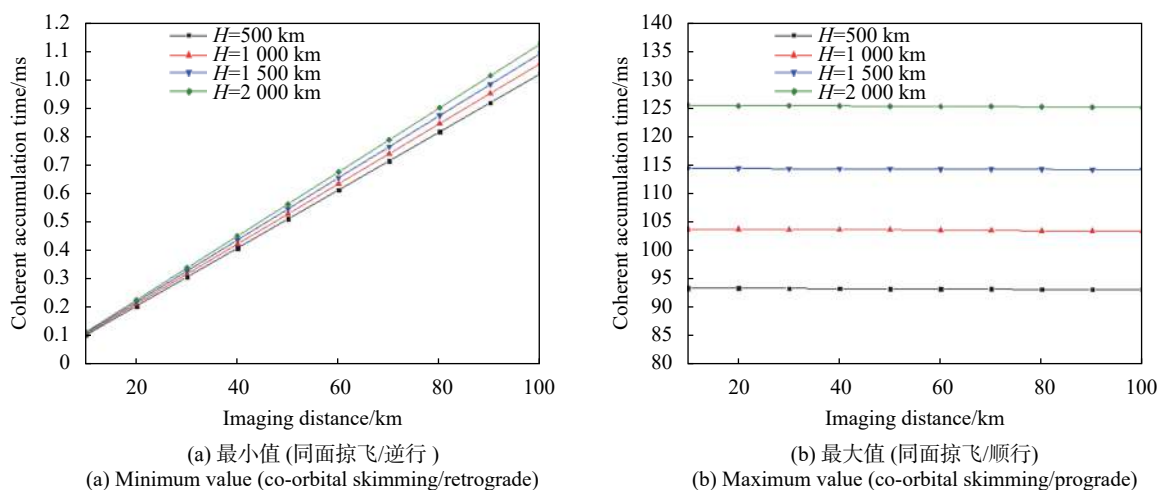 1.2
1.1
1.0
0.9
0.8
0.7
0.6
0.5
0.4
0.3
0.2
0.1
0
Coherent accumulation time/ms
H=500 km
H=1 000 km
H=1 500 km
H=2 000 km
20 40 60 80 100
Imaging distance/km
(a) 最小值 (同面掠飞/逆行 )
(a) Minimum value (co-orbital skimming/retrograde)
140
135
130
125
120
115
110
105
100
95
90
85
80
Coherent accumulation time/ms
H=500 km
H=1 000 km
H=1 500 km
H=2 000 km
20 40 60 80 100
Imaging distance/km
(b) 最大值 (同面掠飞/顺行)
(b) Maximum value (co-orbital skimming/prograde)